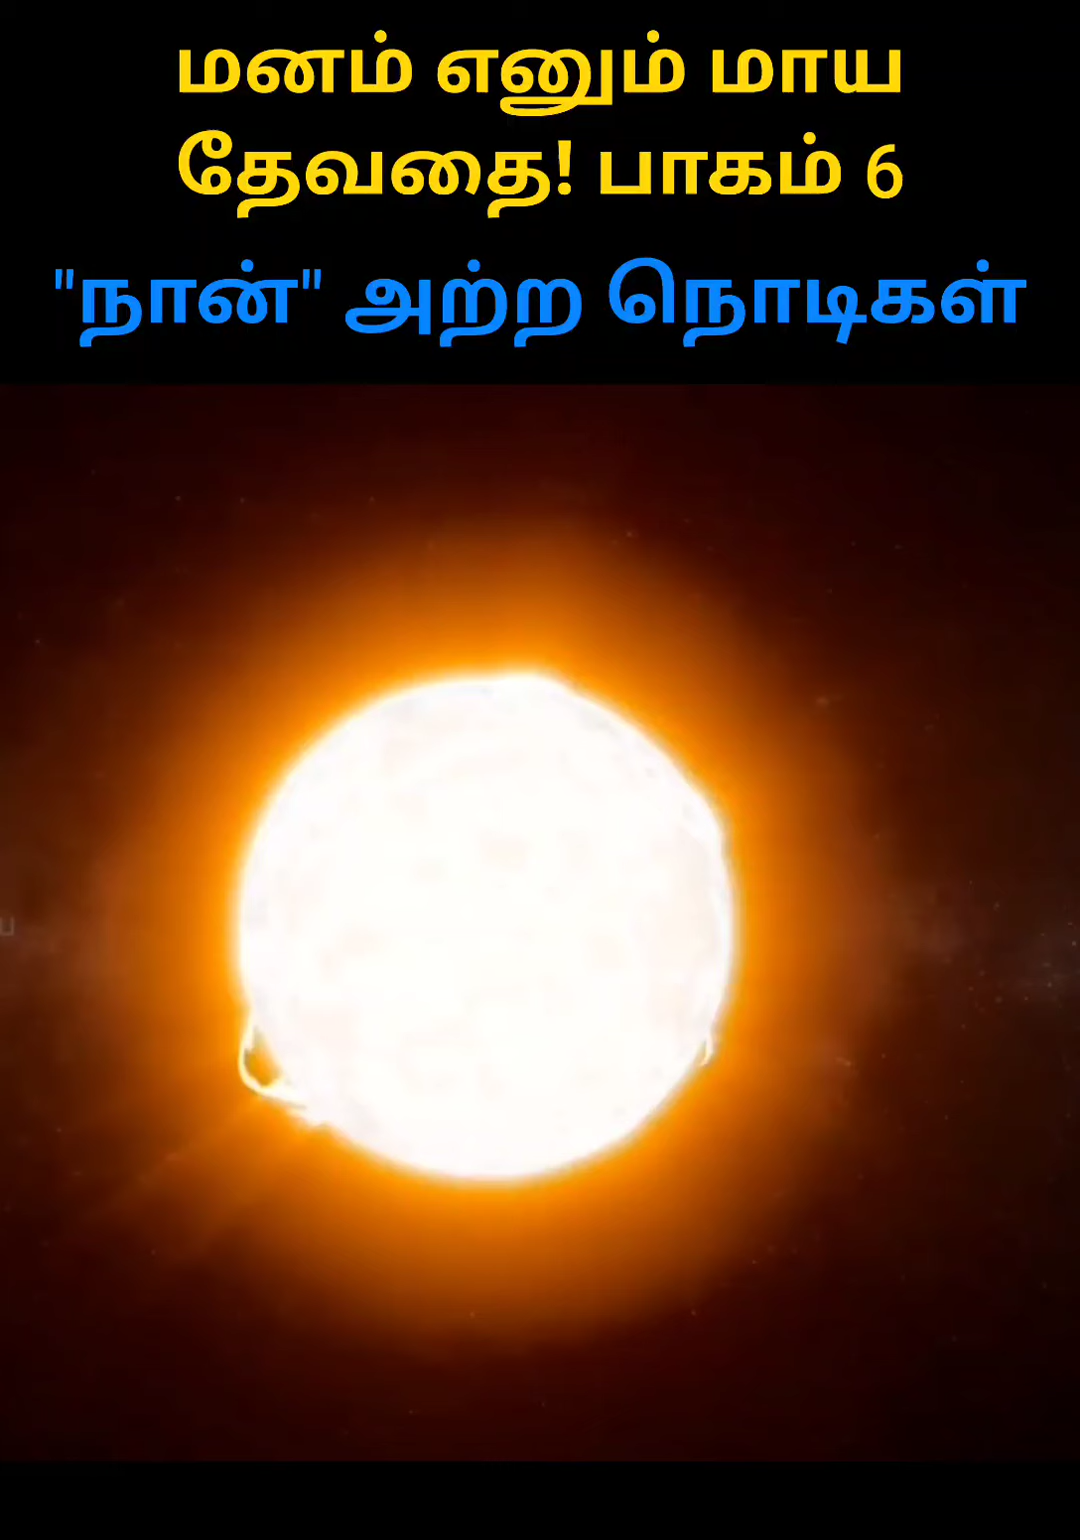 மனம் எனும் மாய
தேவதை! பாகம் 6
"நான்" அற்ற நொடிகள்